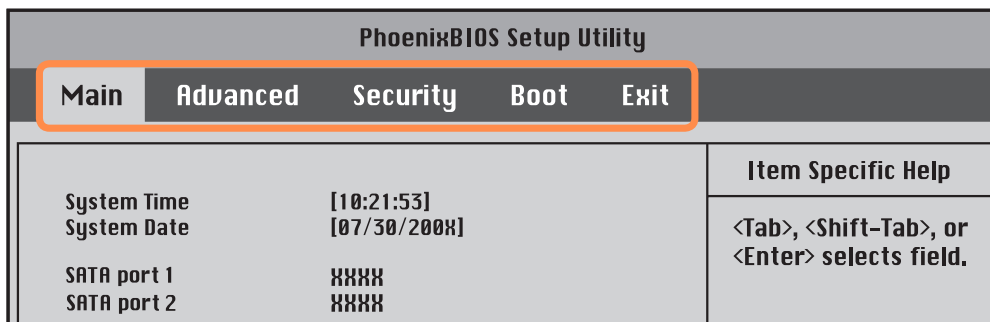 PhoenixBIOS Setup Utility
Main Advanced Security Boot Exit
System Time [10:21:53]
System Date [07/30/200X]
SATA port 1 XXXX
SATA port 2 XXXX
Item Specific Help
<Tab>, <Shift-Tab>, or
<Enter> selects field.